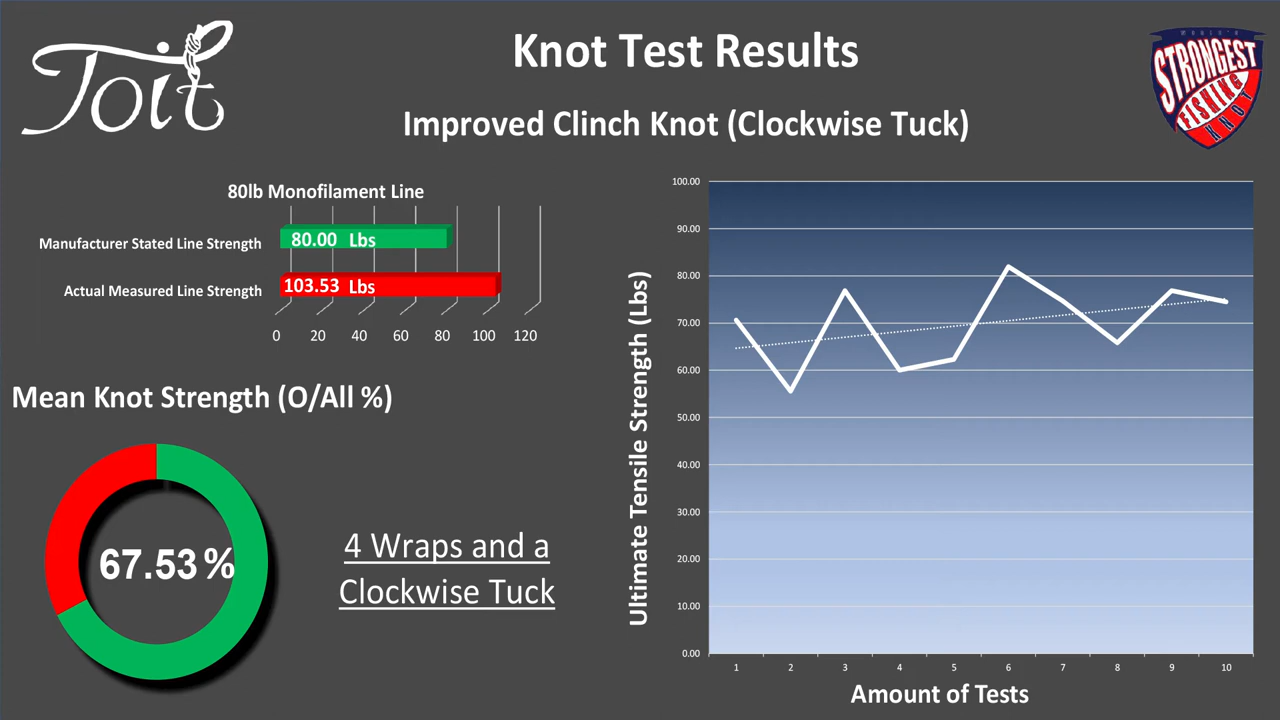 Toit
Knot Test Results
Improved Clinch Knot (Clockwise Tuck)
WORLD'S
STRONGEST
FISHING
KNOT
80lb Monofilament Line
Manufacturer Stated Line Strength
80.00 Lbs
Actual Measured Line Strength
103.53 Lbs
0 20 40 60 80 100 120
Mean Knot Strength (O/All %)
67.53 %
4 Wraps and a
Clockwise Tuck
Ultimate Tensile Strength (Lbs)
100.00
90.00
80.00
70.00
60.00
50.00
40.00
30.00
20.00
10.00
0.00
1 2 3 4 5 6 7 8 9 10
Amount of Tests